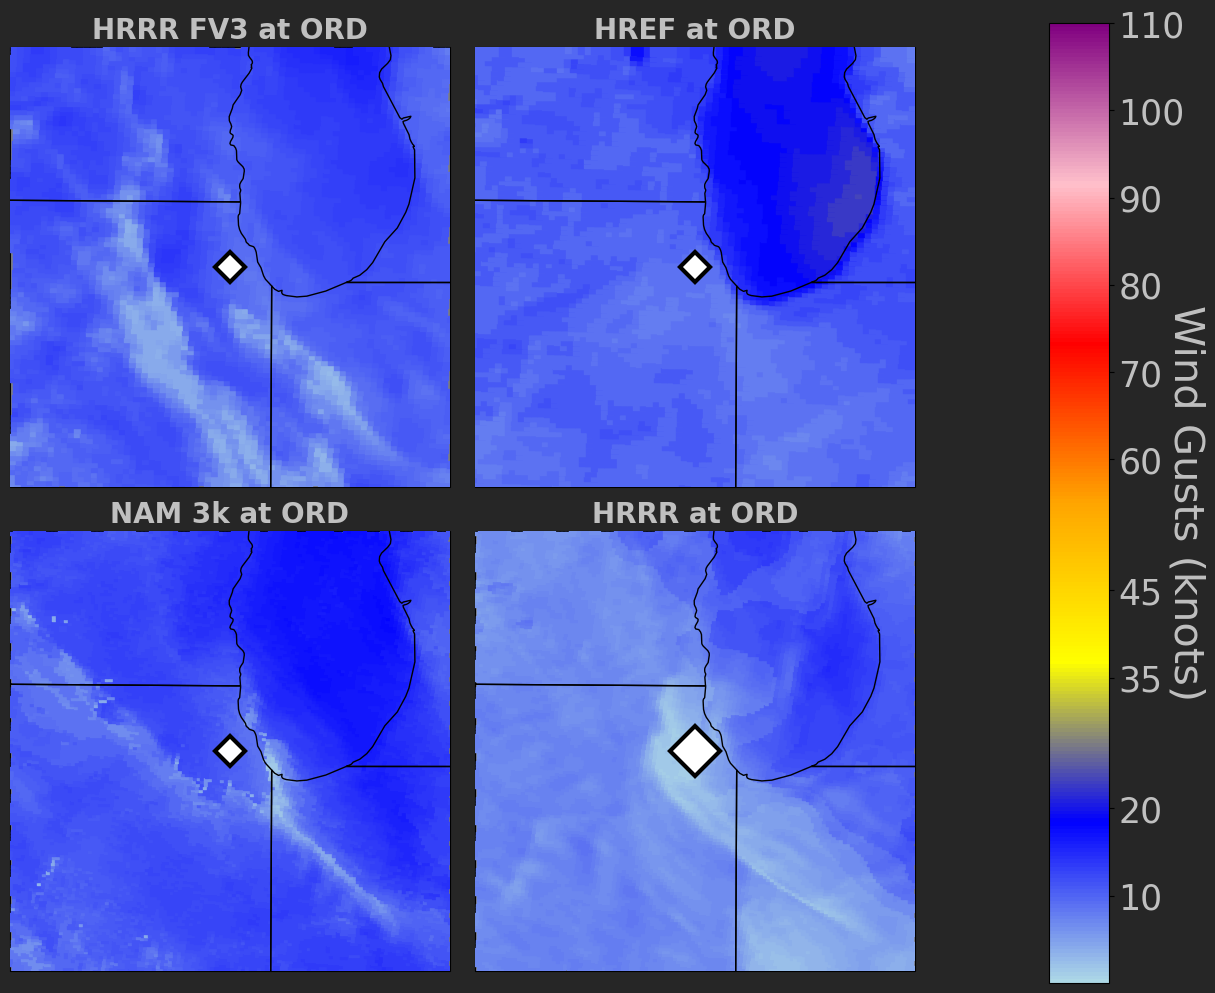 HRRR FV3 at ORD
HREF at ORD
NAM 3k at ORD
HRRR at ORD
110
100
90
80
70
60
45
35
20
10
Wind Gusts (knots)